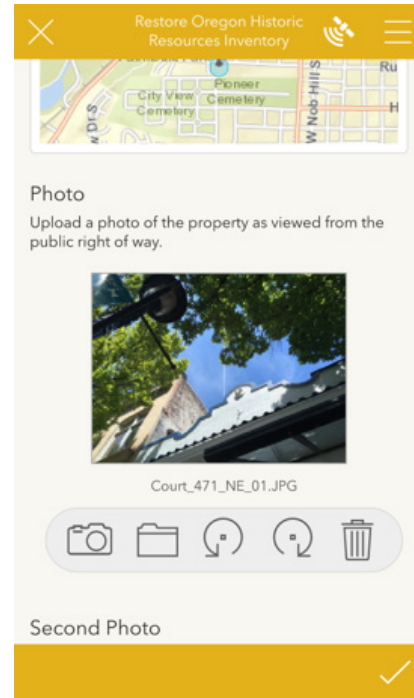 Restore Oregon Historic
Resources Inventory
Pioneer
City View
Cemetery
Cemetery
W Nob Hill S
Ru
H
Photo
Upload a photo of the property as viewed from the
public right of way.
Court_471_NE_01.JPG
Second Photo